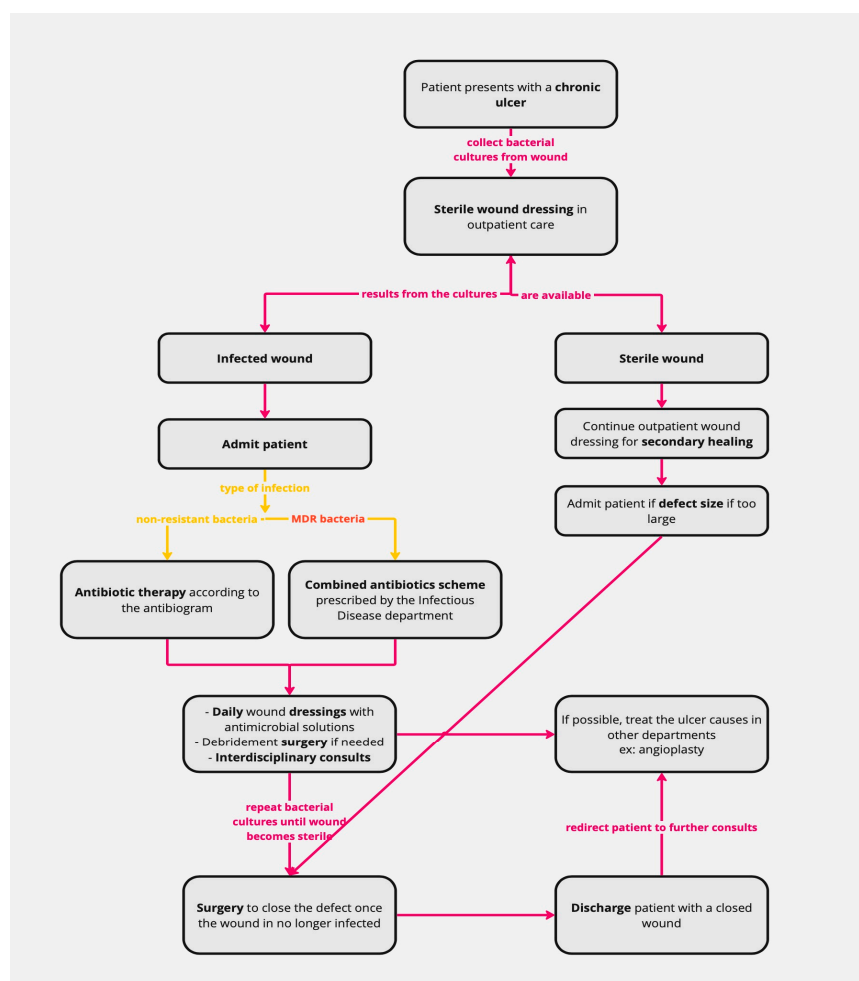 Patient presents with a chronic
ulcer
collect bacterial
cultures from wound
Sterile wound dressing in
outpatient care
results from the cultures
are available
Infected wound
Sterile wound
Continue outpatient wound
dressing for secondary healing
Admit patient
type of infection
Admit patient if defect size if too
large
non-resistant bacteria
MDR bacteria
Antibiotic therapy according to
the antibiogram
Combined antibiotics scheme
prescribed by the Infectious
Disease department
- Daily wound dressings with
antimicrobial solutions
- Debridement surgery if needed
- Interdisciplinary consults
If possible, treat the ulcer causes in
other departments
ex: angioplasty
repeat bacterial
cultures until wound
becomes sterile
redirect patient to further consults
Surgery to close the defect once
the wound in no longer infected
Discharge patient with a closed
wound